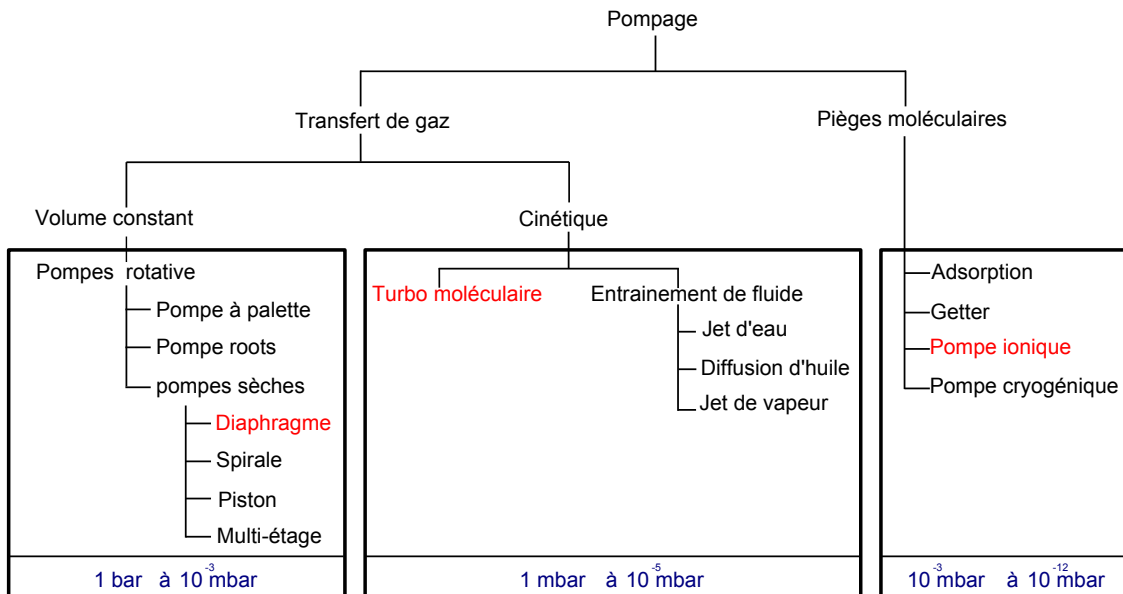 Pompage
Transfert de gaz
Pièges moléculaires
Volume constant
Cinétique
Pompes rotative
Pompe à palette
Pompe roots
pompes sèches
Diaphragme
Spirale
Piston
Multi-étage
1 bar à 10⁻³ mbar
Turbo moléculaire
Entrainement de fluide
Jet d'eau
Diffusion d'huile
Jet de vapeur
1 mbar à 10⁻⁵ mbar
Adsorption
Getter
Pompe ionique
Pompe cryogénique
10⁻³ mbar à 10⁻¹² mbar